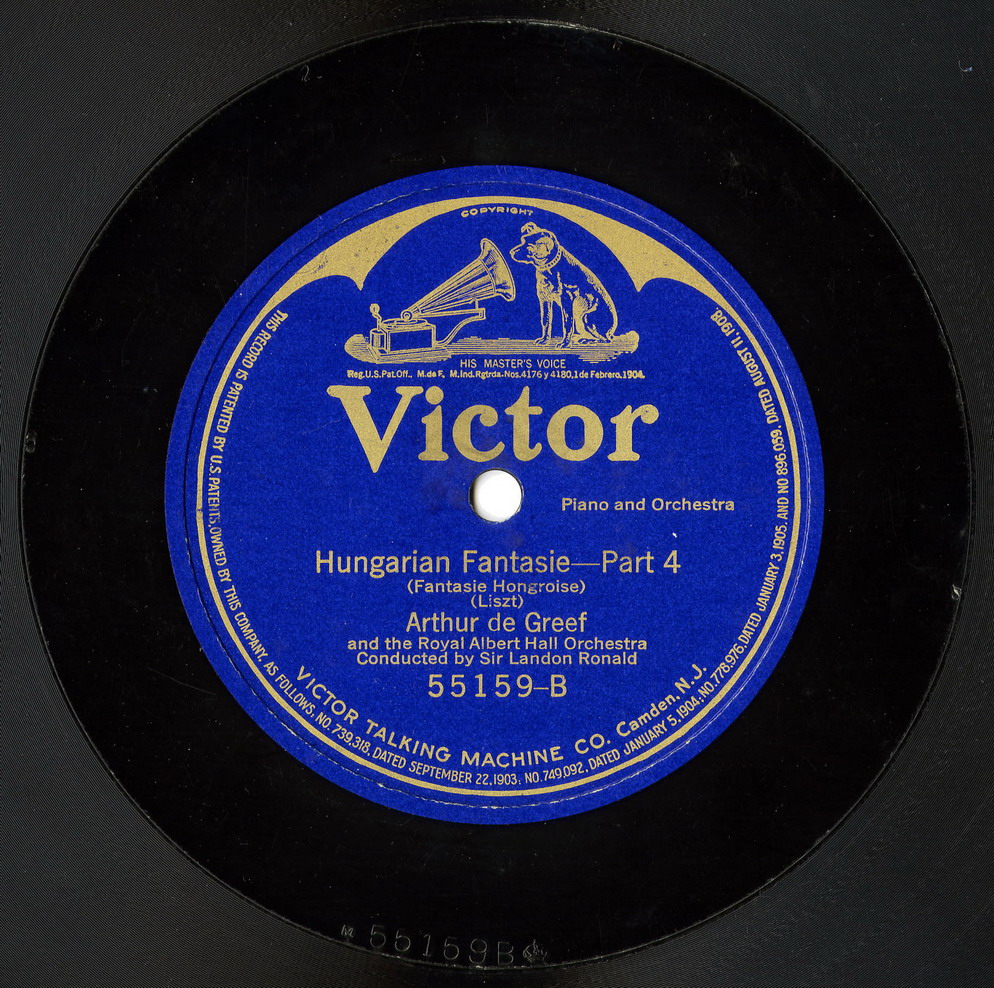 COPYRIGHT
HIS MASTER'S VOICE
Reg.U.S.Pat.Off., M.de F, M.Ind.Rgtrda.Nos.4176 y 4180,1de Febrero,1904.
Victor
Piano and Orchestra
Hungarian Fantasie—Part 4
(Fantasie Hongroise)
(Liszt)
Arthur de Greef
and the Royal Albert Hall Orchestra
Conducted by Sir Landon Ronald
55159–B
VICTOR TALKING MACHINE CO. Camden, N.J.
THIS RECORD IS PATENTED BY U.S. PATENTS, OWNED BY THIS COMPANY, AS FOLLOWS, NO. 739,318, DATED SEPTEMBER 22,1903; NO.749,092, DATED JANUARY 5,1904; NO.778,976, DATED JANUARY 3,1905, AND NO 896,059, DATED AUGUST 11,1908.
M 55159B